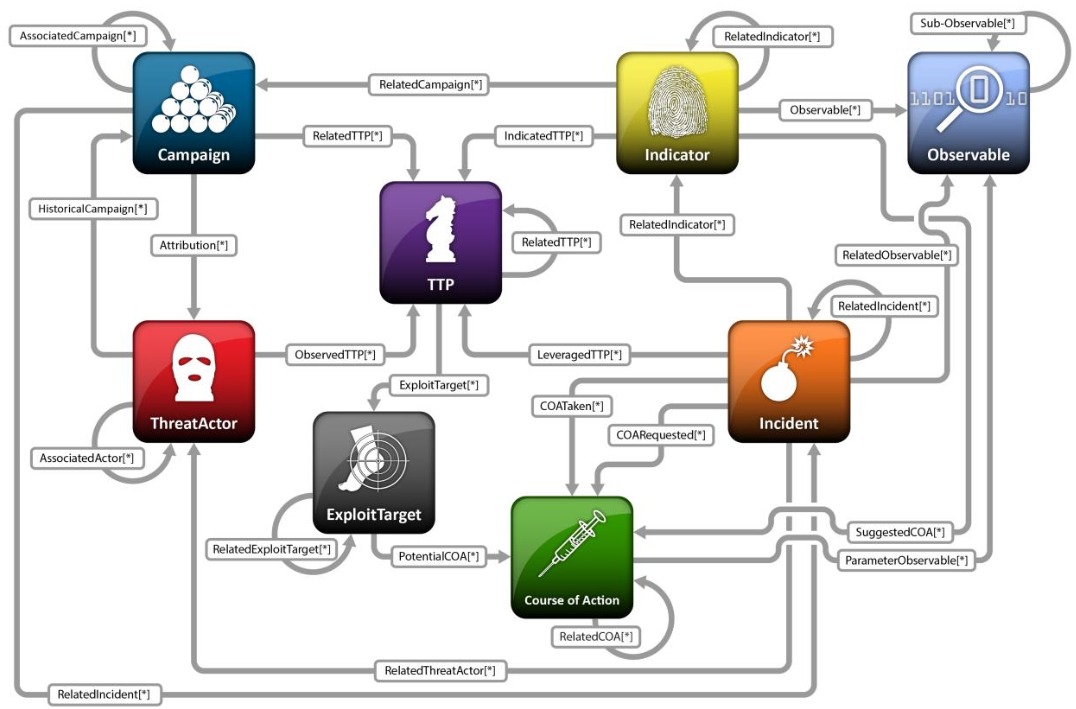 Sub-Observable[*]
AssociatedCampaign[*]
RelatedIndicator[*]
RelatedCampaign[*]
1101 0 10
Observable[*]
RelatedTTP[*]
IndicatedTTP[*]
Campaign
Indicator
Observable
HistoricalCampaign[*]
RelatedIndicator[*]
Attribution[*]
RelatedTTP[*]
RelatedObservable[*]
TTP
RelatedIncident[*]
ObservedTTP[*]
LeveragedTTP[*]
ExploitTarget[*]
COATaken[*]
ThreatActor
Incident
COARequested[*]
AssociatedActor[*]
ExploitTarget
SuggestedCOA[*]
RelatedExploitTarget[*]
PotentialCOA[*]
ParameterObservable[*]
Course of Action
RelatedCOA[*]
RelatedThreatActor[*]
RelatedIncident[*]